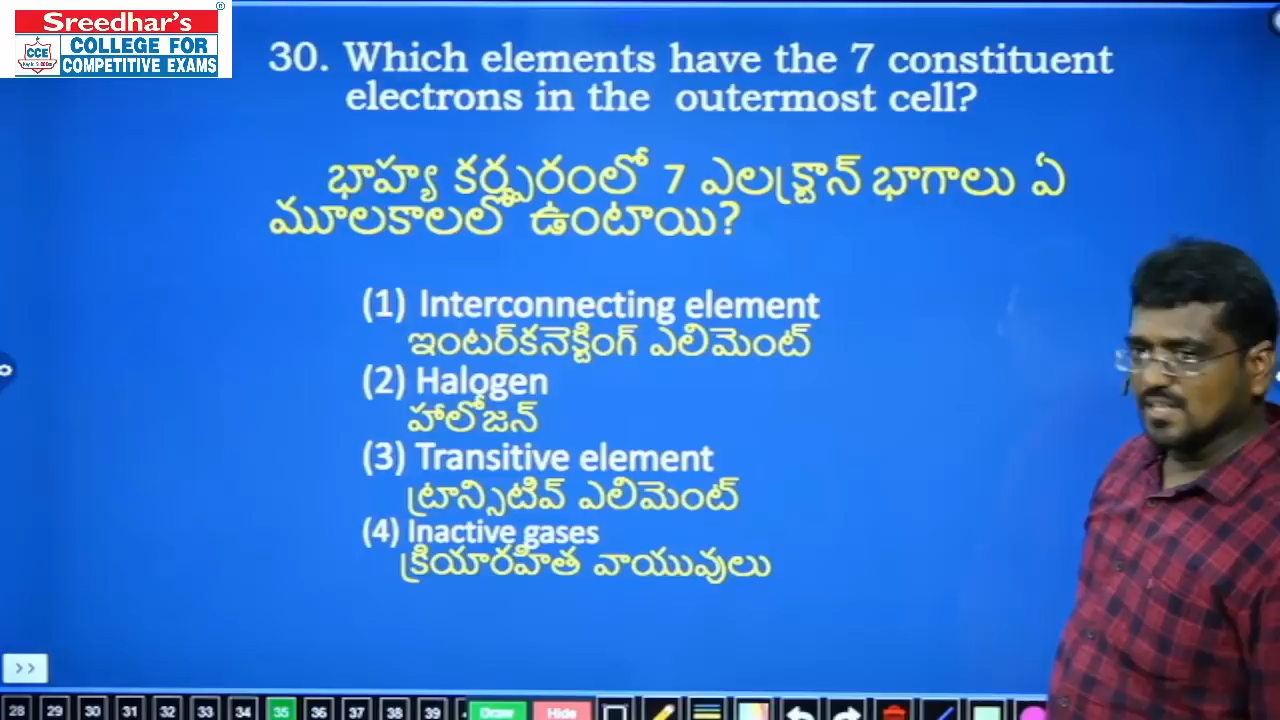 Sreedhar's
®
CCE
COLLEGE FOR
COMPETITIVE EXAMS
30. Which elements have the 7 constituent
electrons in the outermost cell?
భాహ్య కర్పూరంలో 7 ఎలక్ట్రాన్ భాగాలు ఏ
మూలకాలలో ఉంటాయి?
(1) Interconnecting element
ఇంటర్‌కనెక్టింగ్ ఎలిమెంట్
(2) Halogen
హాలోజన్
(3) Transitive element
ట్రాన్సిటివ్ ఎలిమెంట్
(4) Inactive gases
క్రియారహిత వాయువులు
>>
28 29 30 31 32 33 34 35 36 37 38 39 Draw Hide